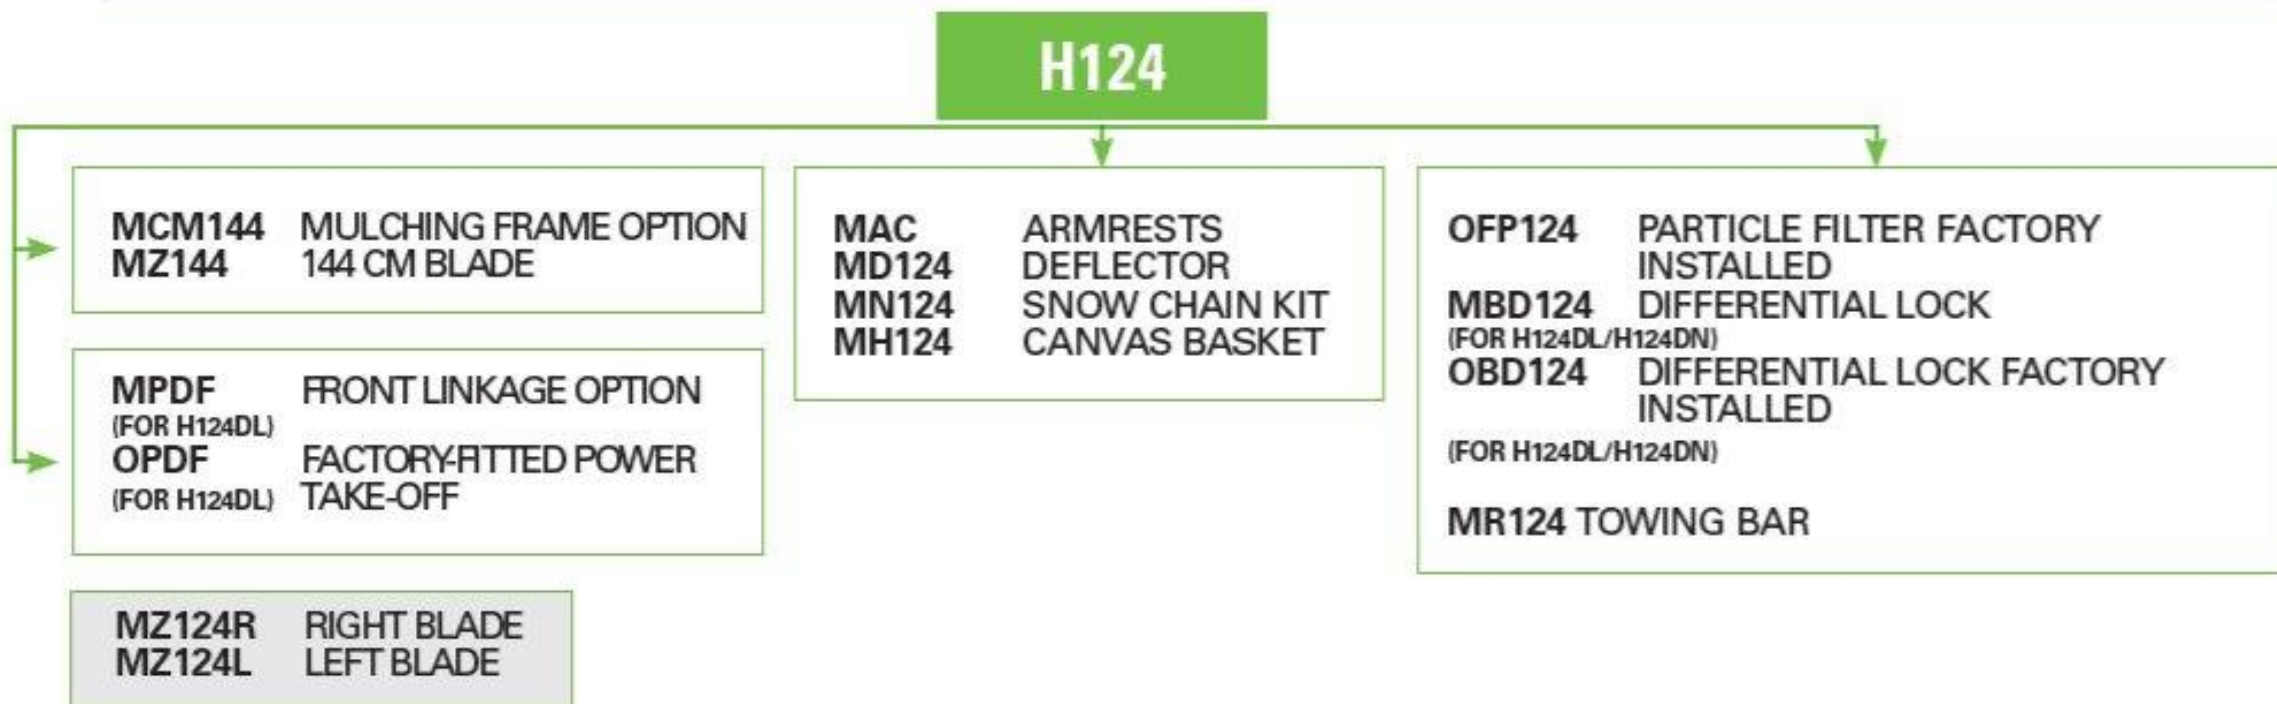 H124
MCM144 MULCHING FRAME OPTION
MZ144 144 CM BLADE
MPDF FRONT LINKAGE OPTION
(FOR H124DL)
OPDF FACTORY-FITTED POWER
(FOR H124DL) TAKE-OFF
MZ124R RIGHT BLADE
MZ124L LEFT BLADE
MAC ARMRESTS
MD124 DEFLECTOR
MN124 SNOW CHAIN KIT
MH124 CANVAS BASKET
OFP124 PARTICLE FILTER FACTORY
INSTALLED
MBD124 DIFFERENTIAL LOCK
(FOR H124DL/H124DN)
OBD124 DIFFERENTIAL LOCK FACTORY
INSTALLED
(FOR H124DL/H124DN)
MR124 TOWING BAR